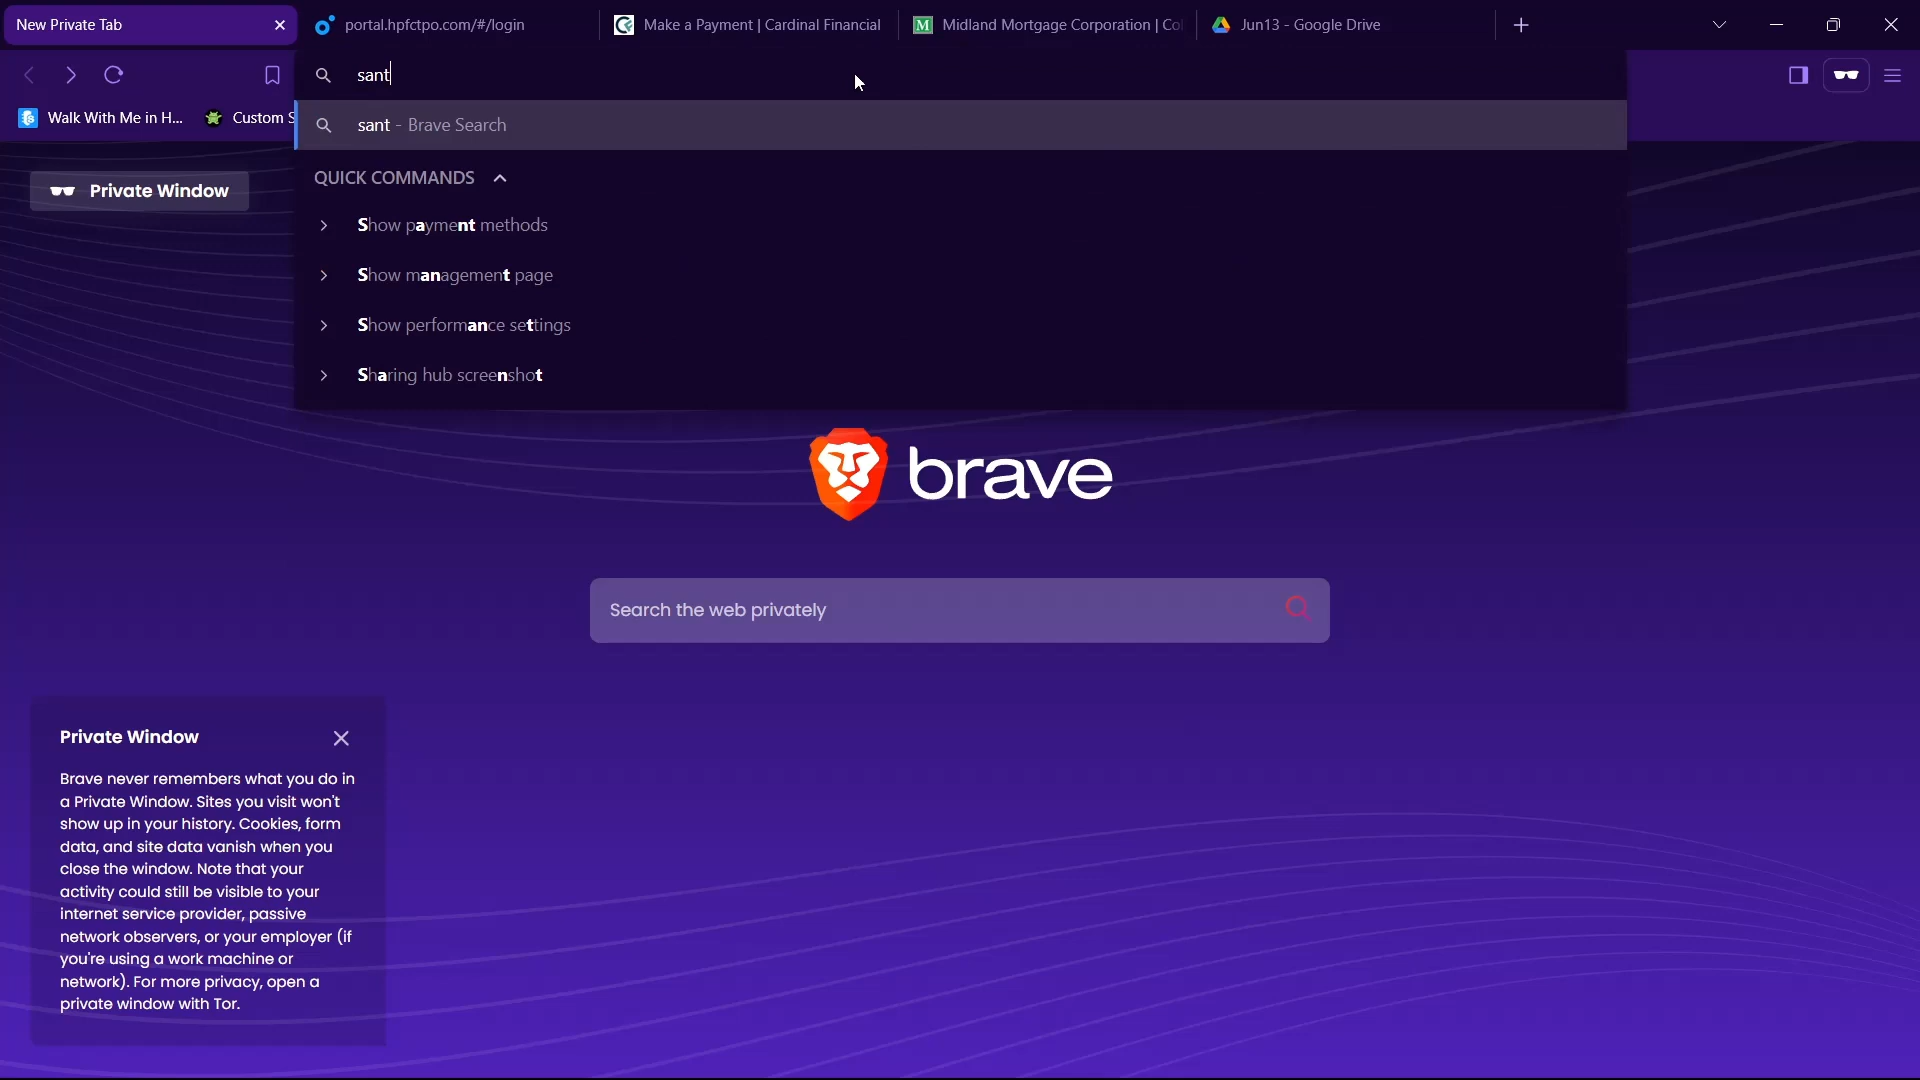 New Private Tab
portal.hpfctpo.com/#/login
Make a Payment | Cardinal Financial
Midland Mortgage Corporation | Col
Jun13 - Google Drive
sant
Walk With Me in H...
Custom S
sant - Brave Search
QUICK COMMANDS
Private Window
Show payment methods
Show management page
Show performance settings
Sharing hub screenshot
brave
Search the web privately
Private Window
Brave never remembers what you do in
a Private Window. Sites you visit won't
show up in your history. Cookies, form
data, and site data vanish when you
close the window. Note that your
activity could still be visible to your
internet service provider, passive
network observers, or your employer (if
you're using a work machine or
network). For more privacy, open a
private window with Tor.